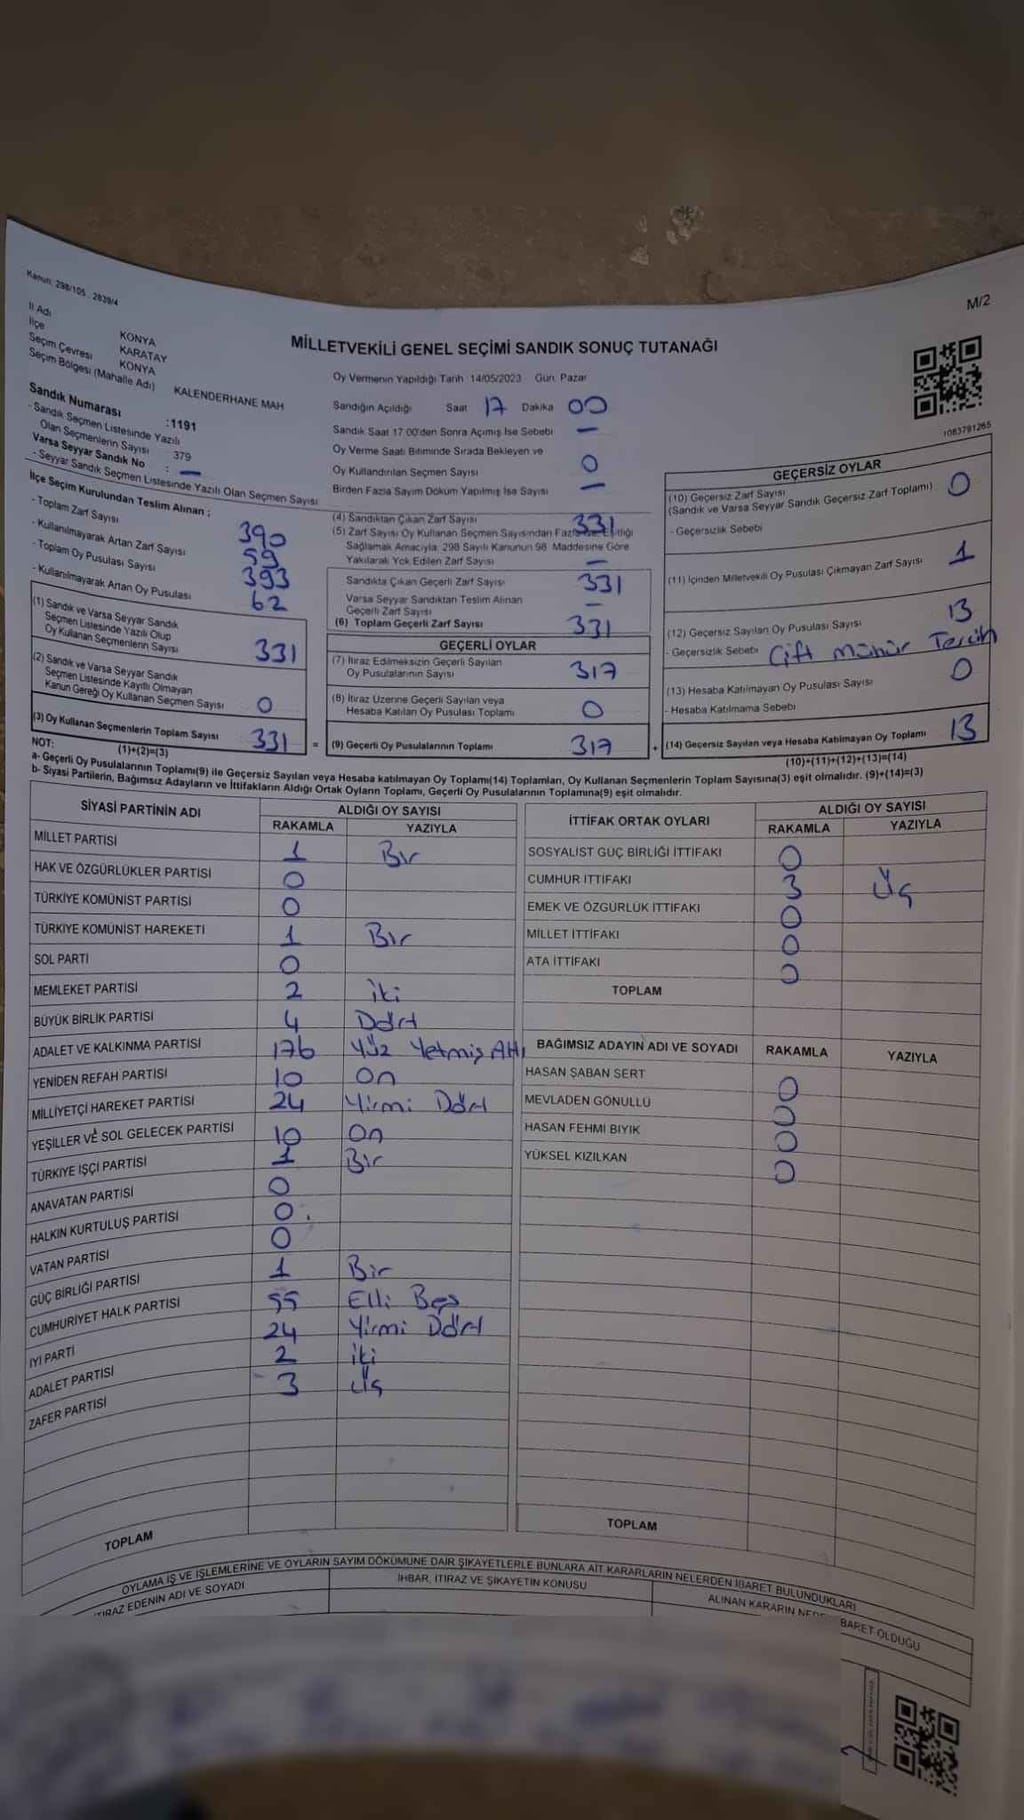 Kanun: 298/105 , 2839/4
M/2
İl Adı KONYA
İlçe KARATAY
Seçim Çevresi KONYA
Seçim Bölgesi (Mahalle Adı) KALENDERHANE MAH
MİLLETVEKİLİ GENEL SEÇİMİ SANDIK SONUÇ TUTANAĞI
Oy Vermenin Yapıldığı Tarih 14/05/2023 Gün: Pazar
1083791265
Sandık Numarası :1191
- Sandık Seçmen Listesinde Yazılı
Olan Seçmenlerin Sayısı 379
Varsa Seyyar Sandık No : –
- Seyyar Sandık Seçmen Listesinde Yazılı Olan Seçmen Sayısı
İlçe Seçim Kurulundan Teslim Alınan ;
- Toplam Zarf Sayısı 390
- Kullanılmayarak Artan Zarf Sayısı 59
- Toplam Oy Pusulası Sayısı 393
- Kullanılmayarak Artan Oy Pusulası 62
(1) Sandık ve Varsa Seyyar Sandık
Seçmen Listesinde Yazılı Olup
Oy Kullanan Seçmenlerin Sayısı 331
(2) Sandık ve Varsa Seyyar Sandık
Seçmen Listesinde Kayıtlı Olmayan
Kanun Gereği Oy Kullanan Seçmen Sayısı 0
(3) Oy Kullanan Seçmenlerin Toplam Sayısı 331 =
(1)+(2)=(3)
Sandığın Açıldığı Saat 17 Dakika 00
Sandık Saat 17 00'den Sonra Açımış İse Sebebi –
Oy Verme Saati Bitiminde Sırada Bekleyen ve
Oy Kullandırılan Seçmen Sayısı 0
Birden Fazla Sayım Döküm Yapılmış İse Sayısı –
(4) Sandıktan Çıkan Zarf Sayısı 331
(5) Zarf Sayısı Oy Kullanan Seçmen Sayısından Fazla İse Eşitliği
Sağlamak Amacıyla, 298 Sayılı Kanunun 98. Maddesine Göre
Yakılarak Yok Edilen Zarf Sayısı –
Sandıkta Çıkan Geçerli Zarf Sayısı 331
Varsa Seyyar Sandıktan Teslim Alınan
Geçerli Zarf Sayısı –
(6) Toplam Geçerli Zarf Sayısı 331
GEÇERLİ OYLAR
(7) İtiraz Edilmeksizin Geçerli Sayılan
Oy Pusulalarının Sayısı 317
(8) İtiraz Üzerine Geçerli Sayılan veya
Hesaba Katılan Oy Pusulası Toplamı 0
(9) Geçerli Oy Pusulalarının Toplamı 317 +
GEÇERSİZ OYLAR
(10) Geçersiz Zarf Sayısı
(Sandık ve Varsa Seyyar Sandık Geçersiz Zarf Toplamı) 0
- Geçersizlik Sebebi
(11) İçinden Milletvekili Oy Pusulası Çıkmayan Zarf Sayısı 1
(12) Geçersiz Sayılan Oy Pusulası Sayısı 13
- Geçersizlik Sebebi Çift Mühür Tercih
(13) Hesaba Katılmayan Oy Pusulası Sayısı 0
- Hesaba Katılmama Sebebi
(14) Geçersiz Sayılan veya Hesaba Katılmayan Oy Toplamı 13
(10)+(11)+(12)+(13)=(14)
NOT:
a- Geçerli Oy Pusulalarının Toplamı(9) ile Geçersiz Sayılan veya Hesaba katılmayan Oy Toplamı(14) Toplamları, Oy Kullanan Seçmenlerin Toplam Sayısına(3) eşit olmalıdır. (9)+(14)=(3)
b- Siyasi Partilerin, Bağımsız Adayların ve İttifakların Aldığı Ortak Oyların Toplamı, Geçerli Oy Pusulalarının Toplamına(9) eşit olmalıdır.
SİYASİ PARTİNİN ADI ALDIĞI OY SAYISI
RAKAMLA YAZIYLA
MİLLET PARTİSİ 1 Bir
HAK VE ÖZGÜRLÜKLER PARTİSİ 0
TÜRKİYE KOMÜNİST PARTİSİ 0
TÜRKİYE KOMÜNİST HAREKETİ 1 Bir
SOL PARTİ 0
MEMLEKET PARTİSİ 2 iki
BÜYÜK BİRLİK PARTİSİ 4 Dört
ADALET VE KALKINMA PARTİSİ 176 Yüz Yetmiş Altı
YENİDEN REFAH PARTİSİ 10 On
MİLLİYETÇİ HAREKET PARTİSİ 24 Yirmi Dört
YEŞİLLER VE SOL GELECEK PARTİSİ 10 On
TÜRKİYE İŞÇİ PARTİSİ 1 Bir
ANAVATAN PARTİSİ 0
HALKIN KURTULUŞ PARTİSİ 0
VATAN PARTİSİ 0
GÜÇ BİRLİĞİ PARTİSİ 1 Bir
CUMHURİYET HALK PARTİSİ 55 Elli Beş
İYİ PARTİ 24 Yirmi Dört
ADALET PARTİSİ 2 iki
ZAFER PARTİSİ 3 üç
TOPLAM
İTTİFAK ORTAK OYLARI ALDIĞI OY SAYISI
RAKAMLA YAZIYLA
SOSYALİST GÜÇ BİRLİĞİ İTTİFAKI 0
CUMHUR İTTİFAKI 3 üç
EMEK VE ÖZGÜRLÜK İTTİFAKI 0
MİLLET İTTİFAKI 0
ATA İTTİFAKI 0
TOPLAM
BAĞIMSIZ ADAYIN ADI VE SOYADI RAKAMLA YAZIYLA
HASAN ŞABAN SERT 0
MEVLADEN GÖNÜLLÜ 0
HASAN FEHMİ BIYIK 0
YÜKSEL KIZILKAN 0
TOPLAM
OYLAMA İŞ VE İŞLEMLERİNE VE OYLARIN SAYIM DÖKÜMÜNE DAİR ŞİKAYETLERLE BUNLARA AİT KARARLARIN NELERDEN İBARET BULUNDUKLARI
İTİRAZ EDENİN ADI VE SOYADI
İHBAR, İTİRAZ VE ŞİKAYETİN KONUSU
ALINAN KARARIN NEDEN İBARET OLDUĞU